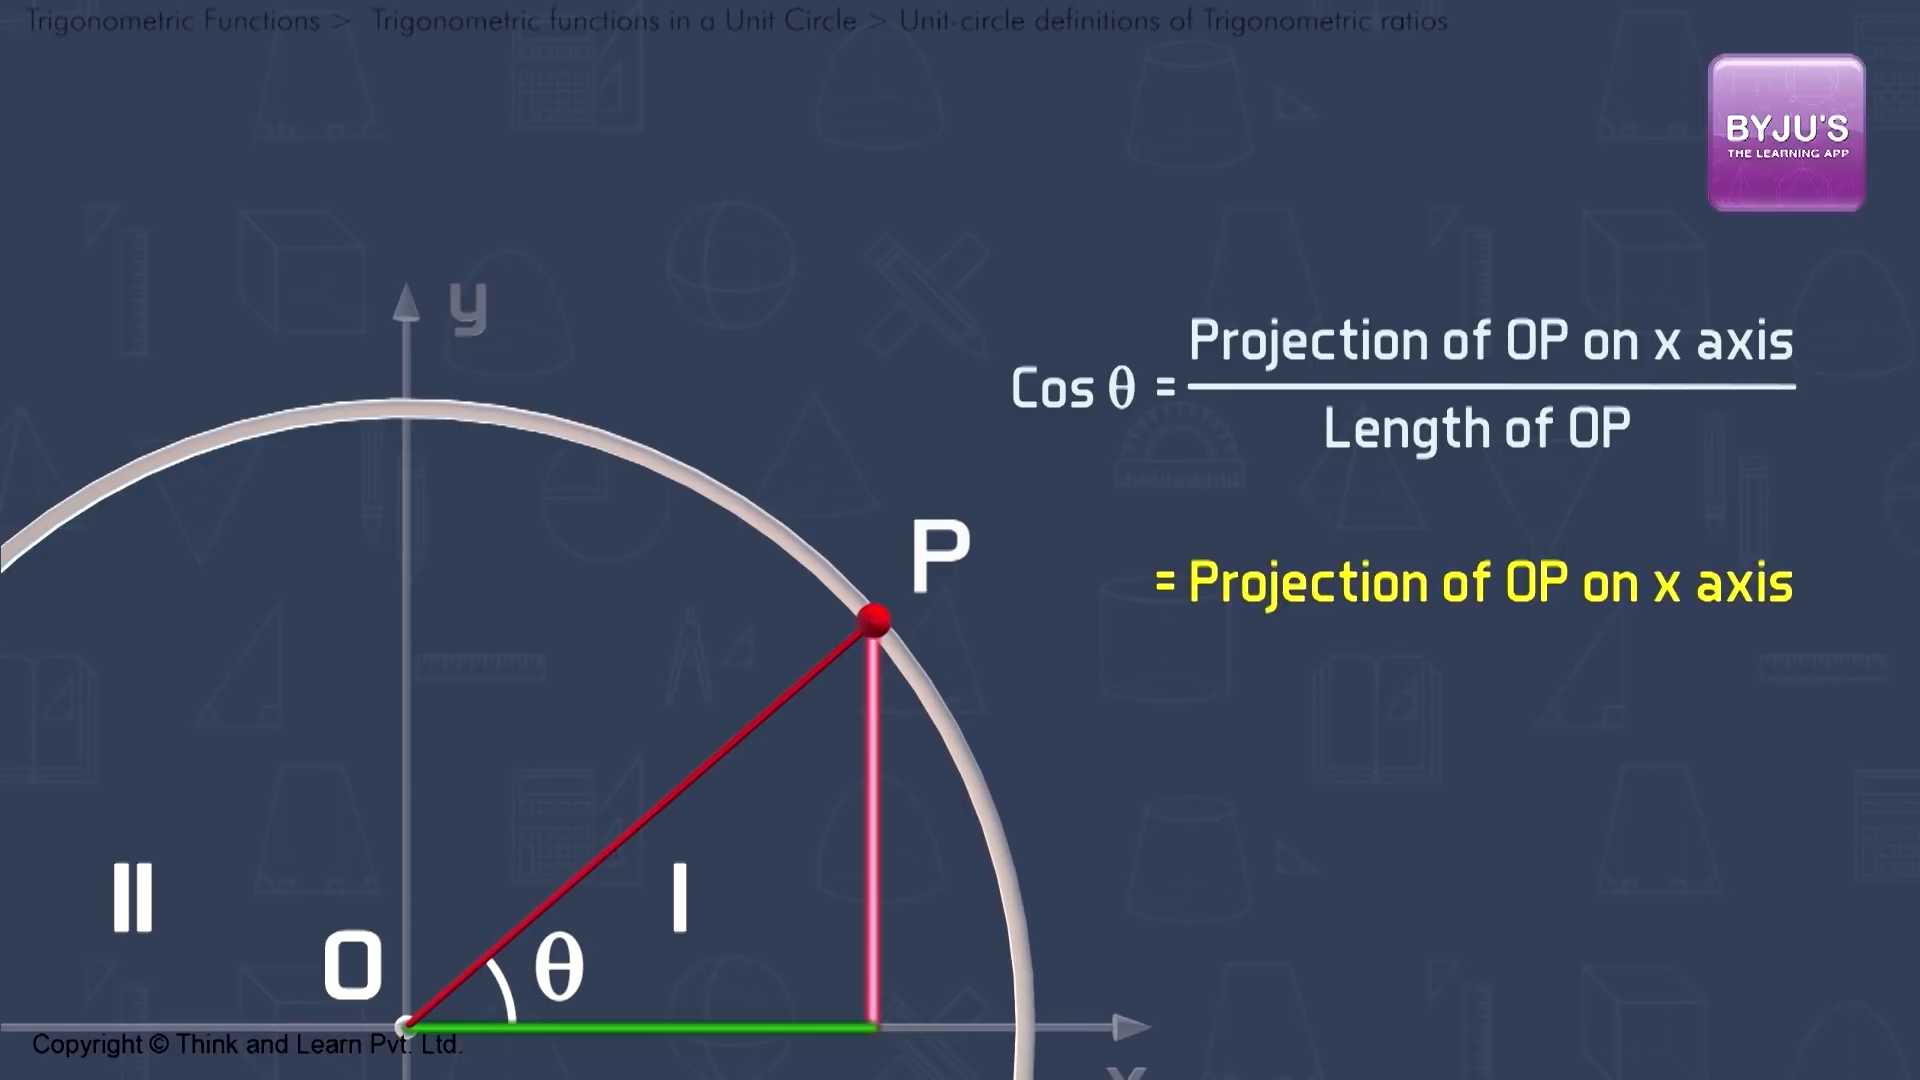 Trigonometric Functions > Trigonometric functions in a Unit Circle > Unit-circle definitions of Trigonometric ratios
BYJU'S
THE LEARNING APP
y
Projection of OP on x axis
Cos θ =
Length of OP
= Projection of OP on x axis
P
II
I
O
θ
Copyright © Think and Learn Pvt. Ltd.
x